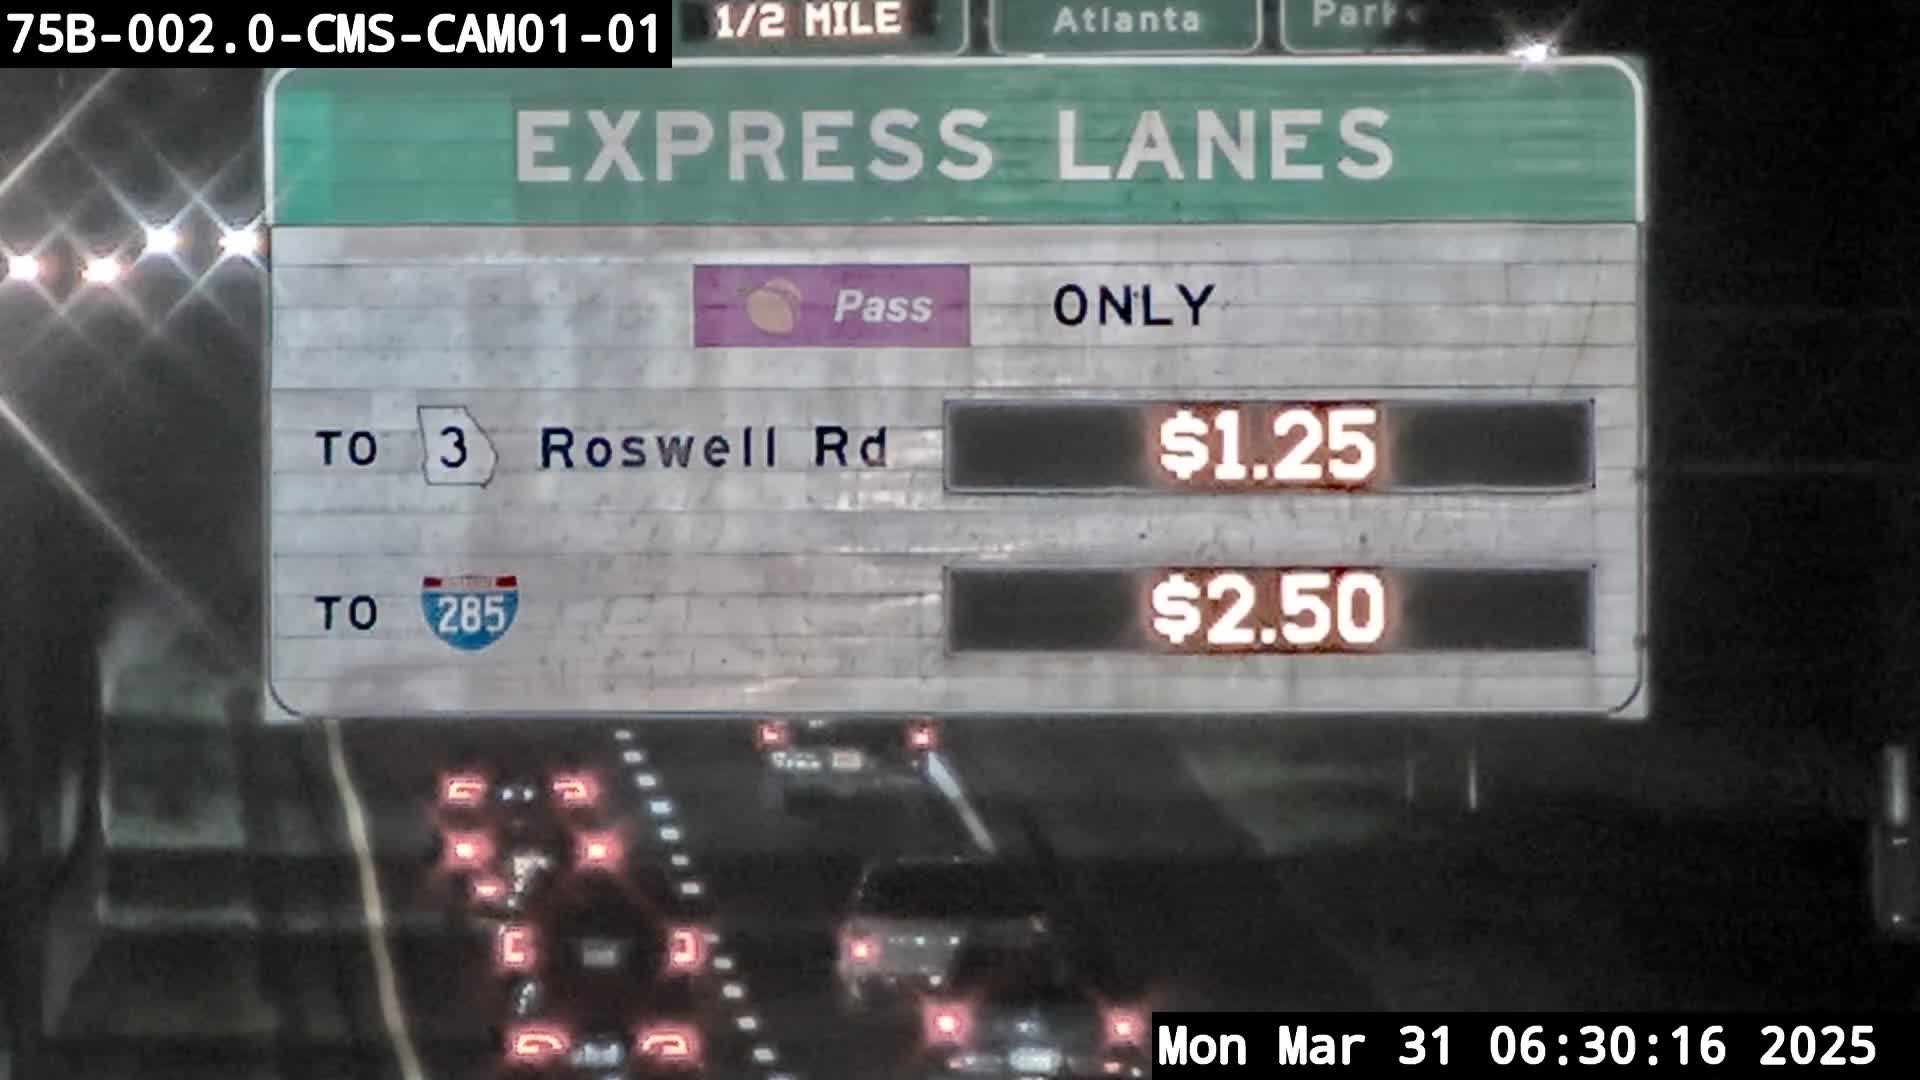 75B-002.0-CMS-CAM01-01
1/2 MILE
Atlanta
EXPRESS LANES
Pass ONLY
TO 3 Roswell Rd $1.25
TO 285 $2.50
Mon Mar 31 06:30:16 2025